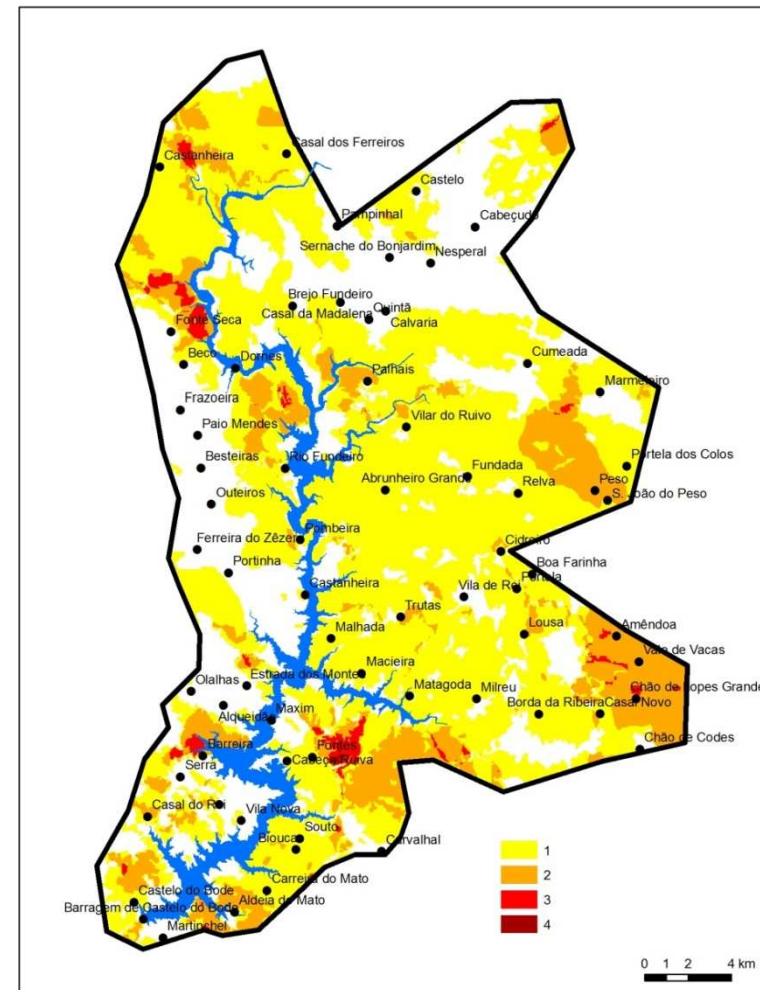 Casal dos Ferreiros
Castanheira
Castelo
Pampinhal
Cabeçudo
Sernache do Bonjardim
Nesperal
Brejo Fundeiro
Quintã
Casal da Madalena
Calvaria
Fonte Seca
Beco
Dornes
Cumeada
Palhais
Marmeleiro
Frazoeira
Vilar do Ruivo
Paio Mendes
Besteiras
Rio Fundeiro
Fundada
Portela dos Colos
Abrunheiro Grande
Relva
Peso
S. João do Peso
Outeiros
Pombeira
Ferreira do Zêzere
Cidreiro
Portinha
Boa Farinha
Portela
Castanheira
Vila de Rei
Trutas
Malhada
Lousa
Amêndoa
Vale de Vacas
Macieira
Estrada dos Montes
Olalhas
Matagoda
Milreu
Chão de Lopes Grande
Alqueidão
Maxim
Borda da Ribeira
Casal Novo
Barreira
Fontes
Chão de Codes
Serra
Cabeça Ruiva
Casal do Rei
Vila Nova
Souto
Bioucas
Carvalhal
1
2
3
4
Castelo do Bode
Carreira do Mato
Barragem de Castelo do Bode
Aldeia do Mato
Martinchel
0 1 2 4 km